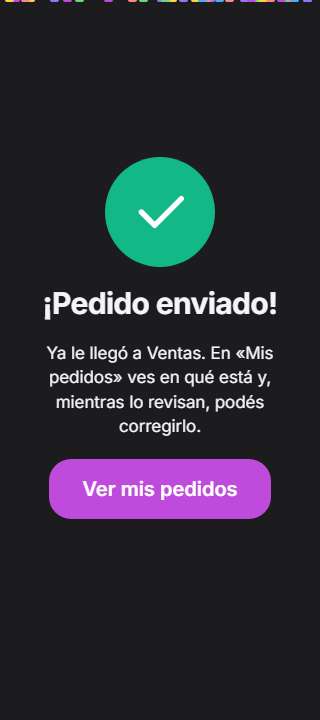 ¡Pedido enviado!
Ya le llegó a Ventas. En «Mis
pedidos» ves en qué está y,
mientras lo revisan, podés
corregirlo.
Ver mis pedidos